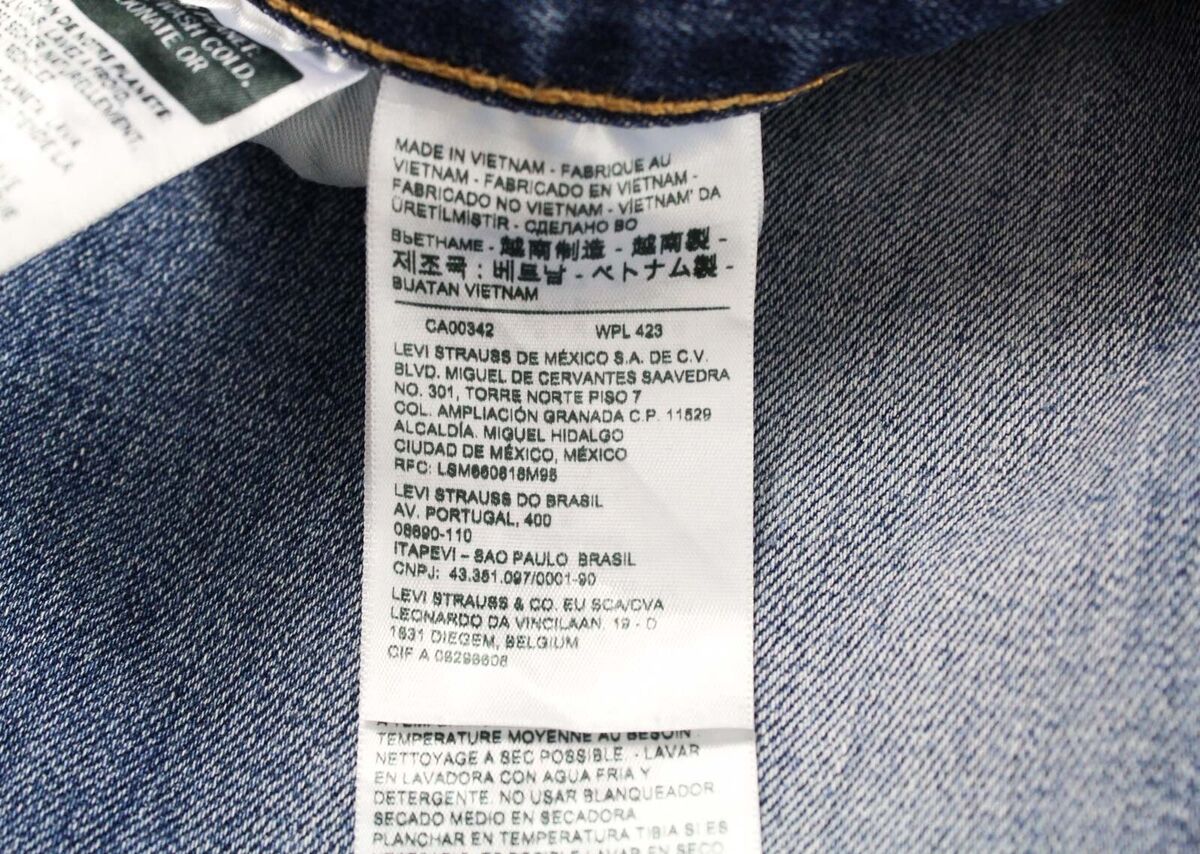 WASH COLD,
DONATE OR
MADE IN VIETNAM - FABRIQUE AU
VIETNAM - FABRICADO EN VIETNAM -
FABRICADO NO VIETNAM - VİETNAM' DA
ÜRETİLMİSTİR - СДЕЛАНО ВО
ВЬЕТНАМЕ - 越南制造 - 越南製 -
제조국 : 베트남 - ベトナム製 -
BUATAN VIETNAM
CA00342 WPL 423
LEVI STRAUSS DE MÉXICO S.A. DE C.V.
BLVD. MIGUEL DE CERVANTES SAAVEDRA
NO. 301, TORRE NORTE PISO 7
COL. AMPLIACIÓN GRANADA C.P. 11529
ALCALDÍA. MIGUEL HIDALGO
CIUDAD DE MÉXICO, MÉXICO
RFC: LSM660818M95
LEVI STRAUSS DO BRASIL
AV. PORTUGAL, 400
06690-110
ITAPEVI – SAO PAULO BRASIL
CNPJ: 43.351.097/0001-90
LEVI STRAUSS & CO. EU SCA/CVA
LEONARDO DA VINCILAAN. 19 - D
1831 DIEGEM, BELGIUM
CIF A 08298608
TEMPERATURE MOYENNE AU BESOIN
NETTOYAGE A SEC POSSIBLE. - LAVAR
EN LAVADORA CON AGUA FRIA Y
DETERGENTE. NO USAR BLANQUEADOR
SECADO MEDIO EN SECADORA
PLANCHAR EN TEMPERATURA TIBIA SI ES